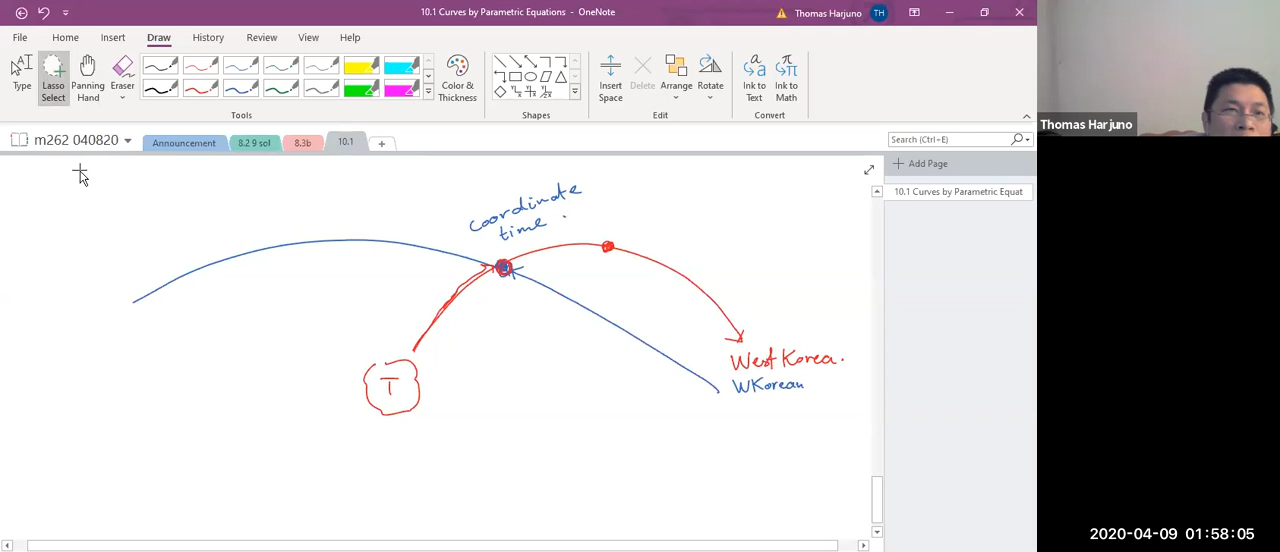 10.1 Curves by Parametric Equations - OneNote
Thomas Harjuno TH
File Home Insert Draw History Review View Help
Type
Lasso Select
Panning Hand
Eraser
Color & Thickness
Insert Space
Delete
Arrange
Rotate
Ink to Text
Ink to Math
Tools Shapes Edit Convert
m262 040820 Announcement 8.2 9 sol 8.3b 10.1
Search (Ctrl+E)
Add Page
10.1 Curves by Parametric Equat
coordinate
time.
West Korea.
T
WKorean
Thomas Harjuno
2020-04-09 01:58:05